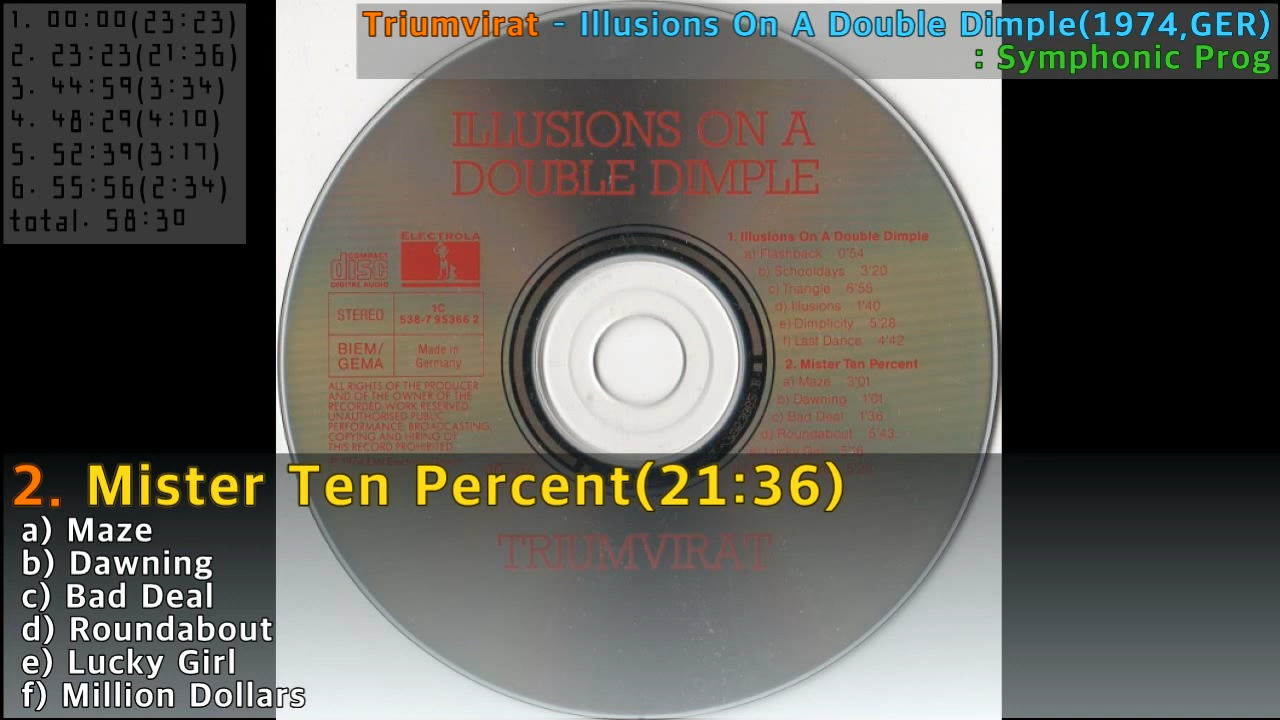 1. 00:00(23:23)
2. 23:23(21:36)
3. 44:59(3:34)
4. 48:29(4:10)
5. 52:39(3:17)
6. 55:56(2:34)
total. 58:30
Triumvirat - Illusions On A Double Dimple(1974,GER)
: Symphonic Prog
ILLUSIONS ON A
DOUBLE DIMPLE
COMPACT
disc
DIGITAL AUDIO
ELECTROLA
STEREO
1C
538-7 95366 2
BIEM/
GEMA
Made in
Germany
ALL RIGHTS OF THE PRODUCER
AND OF THE OWNER OF THE
RECORDED WORK RESERVED
UNAUTHORISED PUBLIC
PERFORMANCE, BROADCASTING,
COPYING AND HIRING OF
THIS RECORD PROHIBITED
1. Illusions On A Double Dimple
a) Flashback 0'54
b) Schooldays 3'20
c) Triangle 6'55
d) Illusions 1'40
e) Dimplicity 5'28
f) Last Dance 4'42
2. Mister Ten Percent
a) Maze 3'01
b) Dawning 1'01
c) Bad Deal 1'36
d) Roundabout 5'43
e) Lucky Girl
2. Mister Ten Percent(21:36)
a) Maze
b) Dawning
c) Bad Deal
d) Roundabout
e) Lucky Girl
f) Million Dollars
TRIUMVIRAT